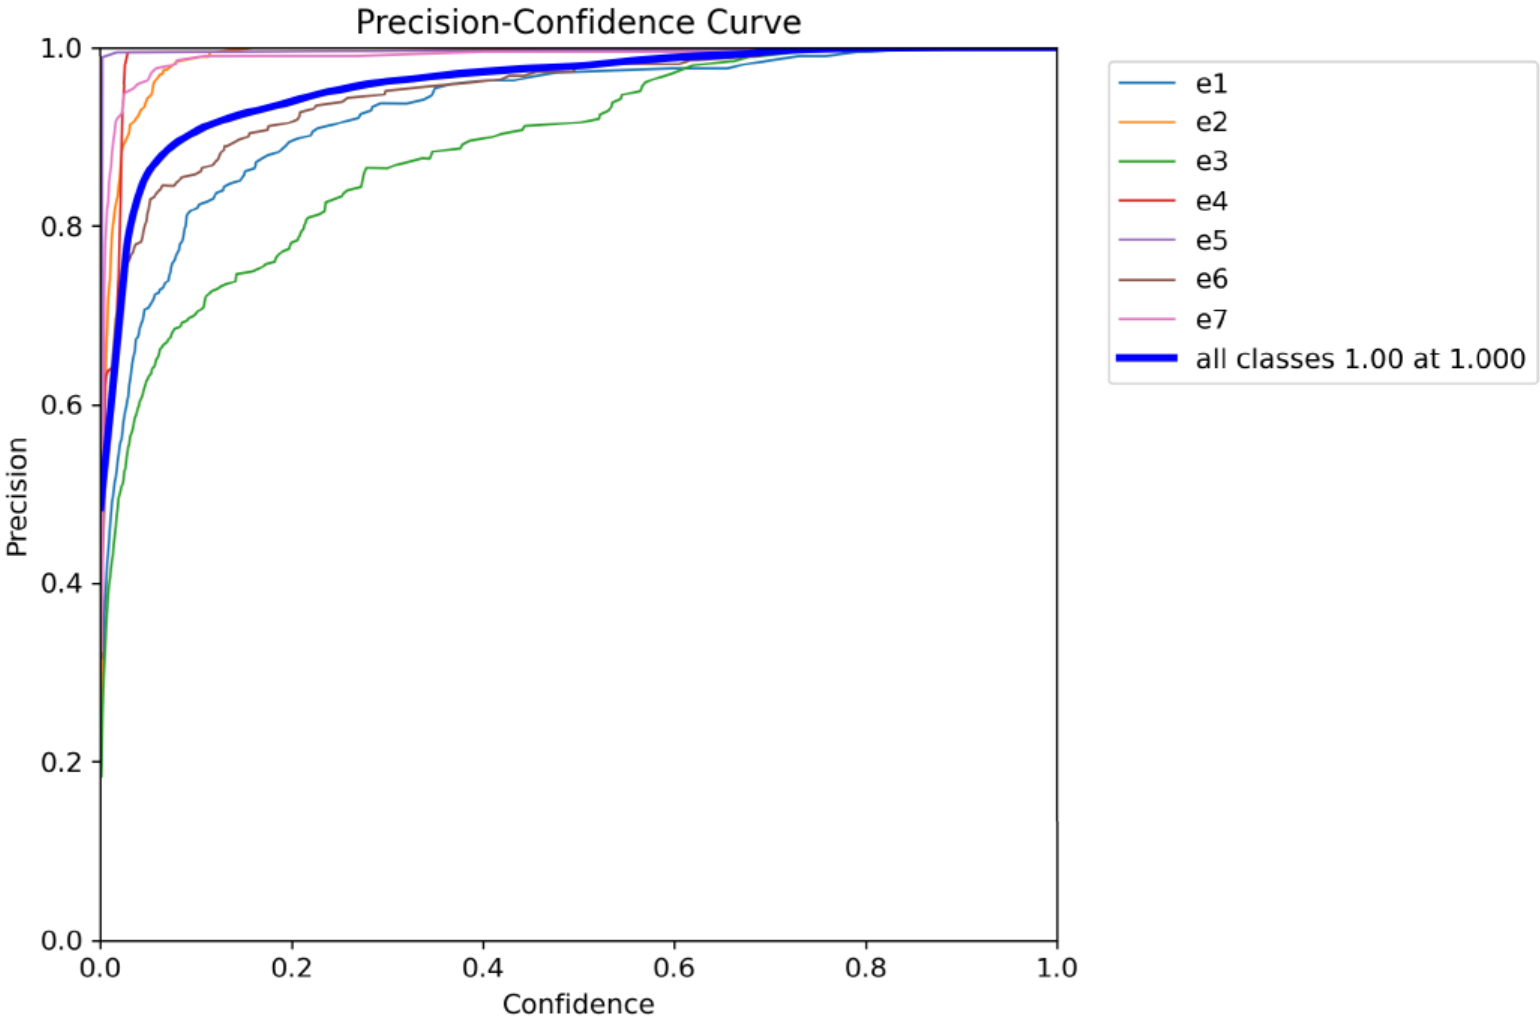 Precision-Confidence Curve
1.0
0.8
0.6
0.4
0.2
0.0
Precision
0.0 0.2 0.4 0.6 0.8 1.0
Confidence
e1
e2
e3
e4
e5
e6
e7
all classes 1.00 at 1.000